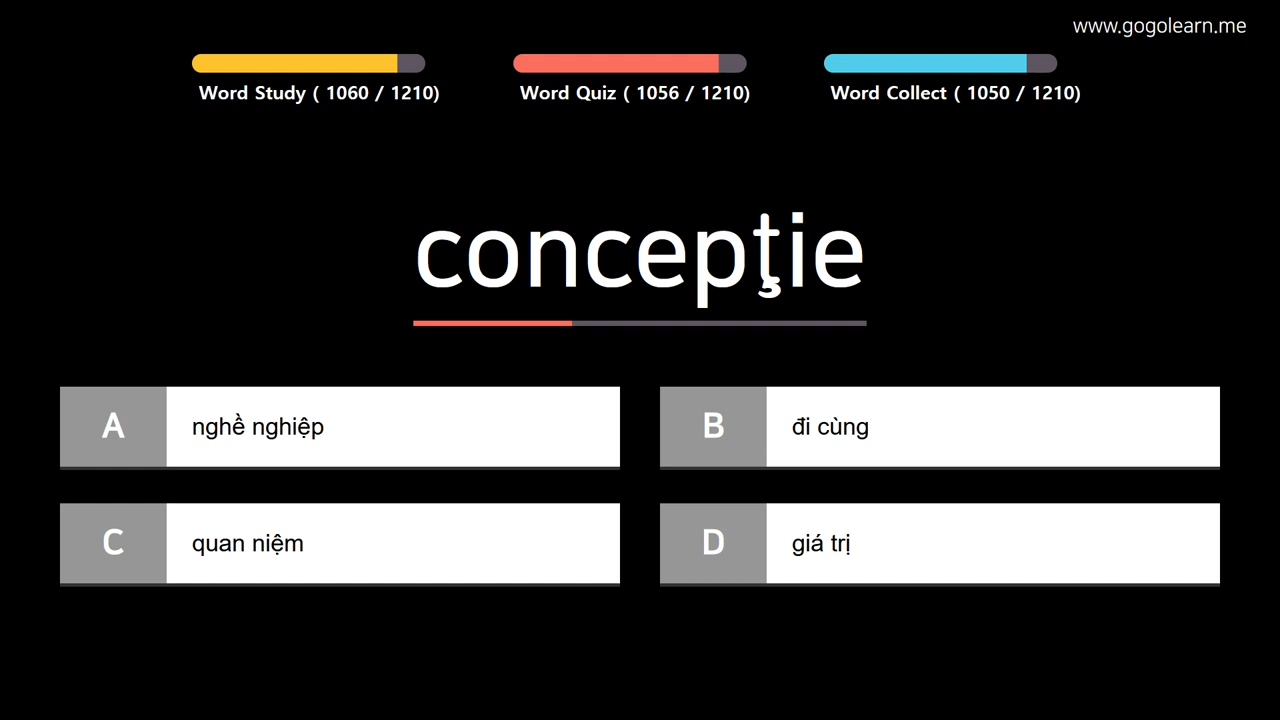 www.gogolearn.me
Word Study ( 1060 / 1210)
Word Quiz ( 1056 / 1210)
Word Collect ( 1050 / 1210)
concepţie
A nghề nghiệp
B đi cùng
C quan niệm
D giá trị